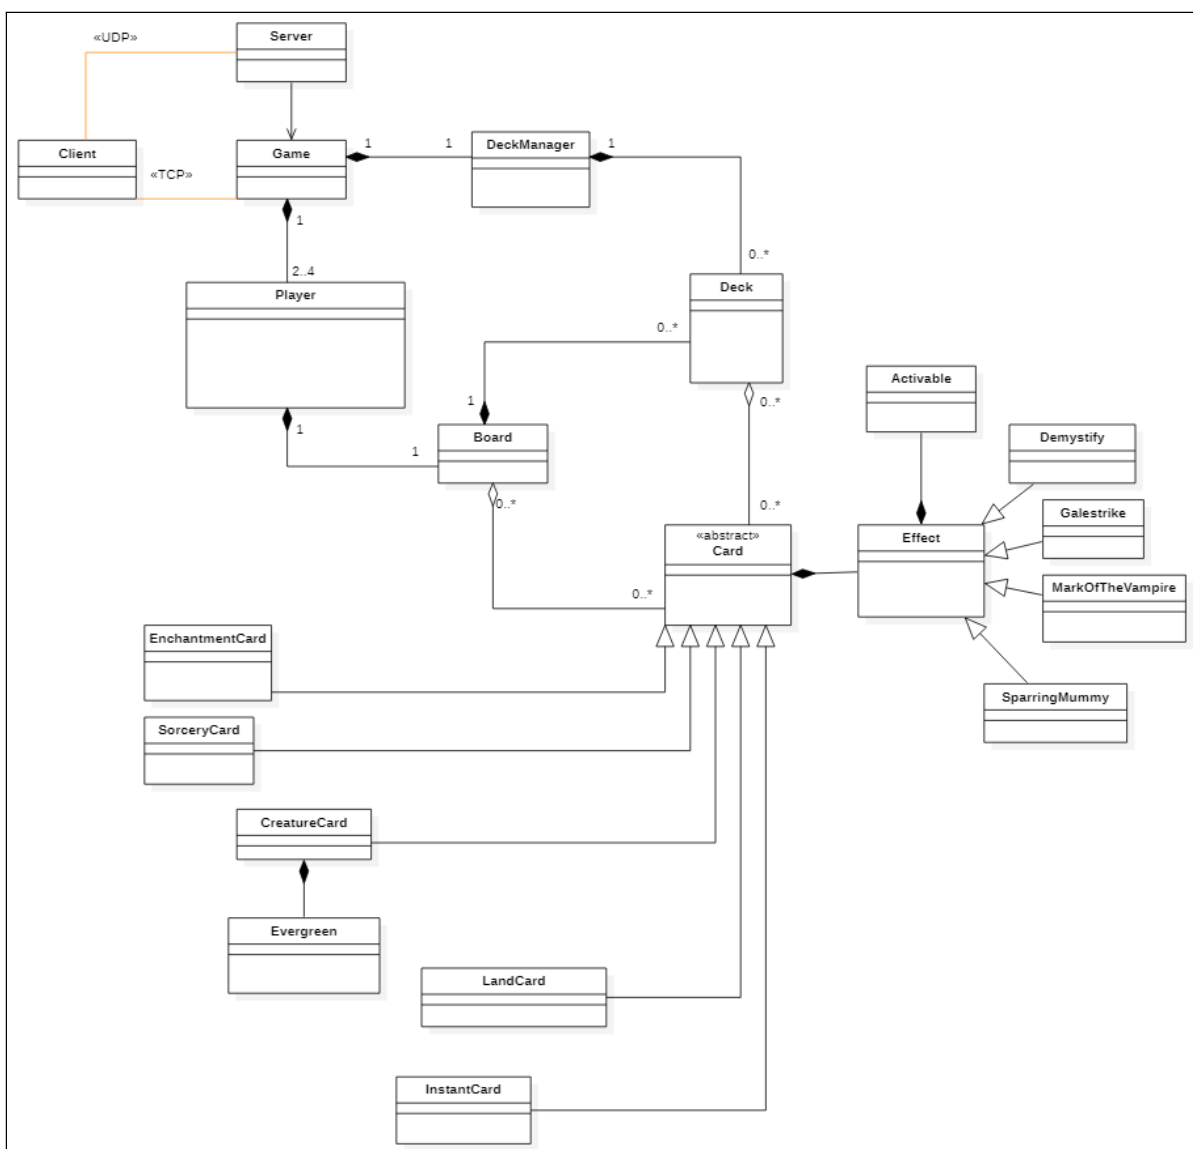 «UDP»
Server
Client
«TCP»
Game
1
1
DeckManager
1
1
2..4
Player
0..*
Deck
0..*
1
1
1
Board
0..*
0..*
0..*
0..*
«abstract»
Card
Activable
Effect
Demystify
Galestrike
MarkOfTheVampire
SparringMummy
EnchantmentCard
SorceryCard
CreatureCard
Evergreen
LandCard
InstantCard